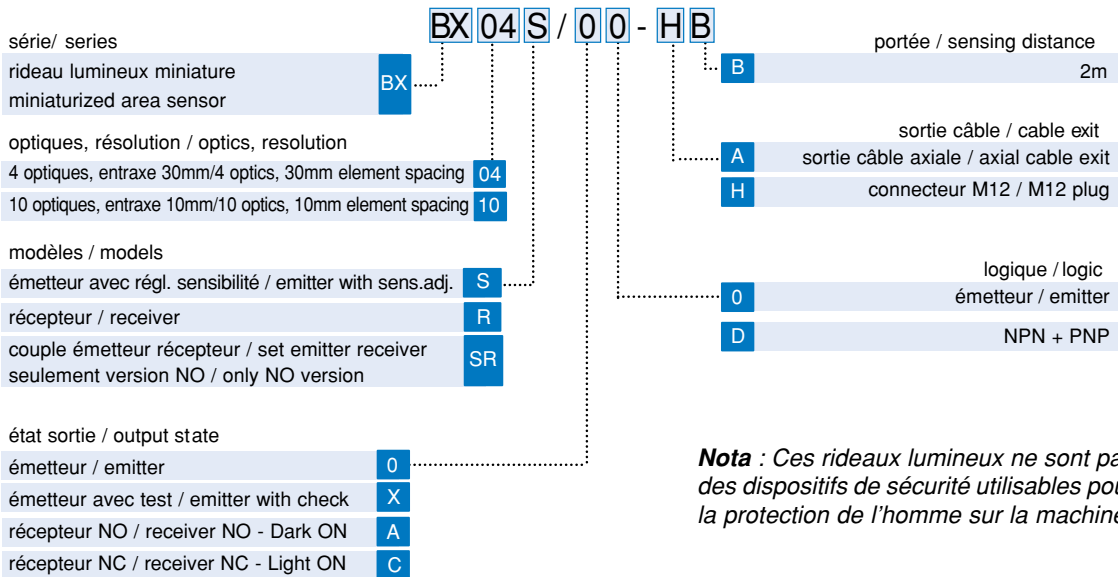 BX 04 S / 0 0 - H B
série/ series
rideau lumineux miniature
miniaturized area sensor
BX
optiques, résolution / optics, resolution
4 optiques, entraxe 30mm/4 optics, 30mm element spacing 04
10 optiques, entraxe 10mm/10 optics, 10mm element spacing 10
modèles / models
émetteur avec régl. sensibilité / emitter with sens.adj. S
récepteur / receiver R
couple émetteur récepteur / set emitter receiver
seulement version NO / only NO version
SR
état sortie / output state
émetteur / emitter 0
émetteur avec test / emitter with check X
récepteur NO / receiver NO - Dark ON A
récepteur NC / receiver NC - Light ON C
portée / sensing distance
B 2m
sortie câble / cable exit
A sortie câble axiale / axial cable exit
H connecteur M12 / M12 plug
logique / logic
0 émetteur / emitter
D NPN + PNP
Nota : Ces rideaux lumineux ne sont pa
des dispositifs de sécurité utilisables pou
la protection de l'homme sur la machine